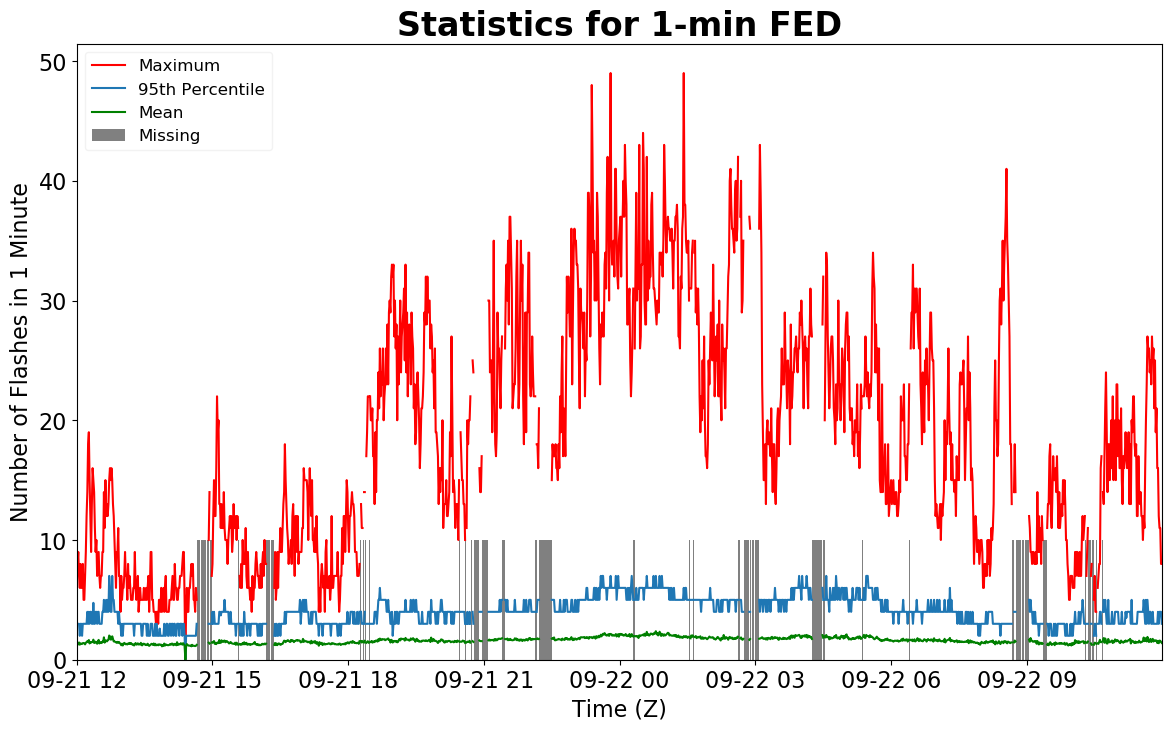 Statistics for 1-min FED
Maximum
95th Percentile
Mean
Missing
Number of Flashes in 1 Minute
50
40
30
20
10
0
09-21 12
09-21 15
09-21 18
09-21 21
09-22 00
09-22 03
09-22 06
09-22 09
Time (Z)